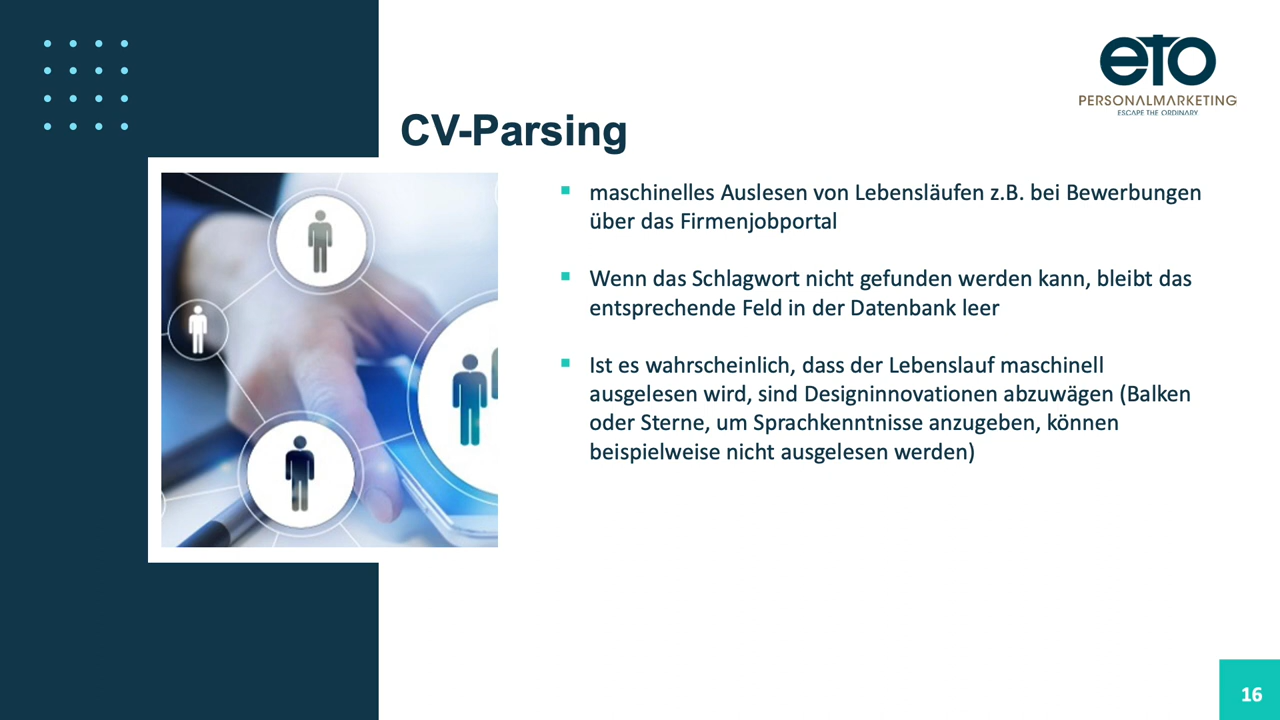 eTO
PERSONALMARKETING
ESCAPE THE ORDINARY
CV-Parsing
maschinelles Auslesen von Lebensläufen z.B. bei Bewerbungen
über das Firmenjobportal
Wenn das Schlagwort nicht gefunden werden kann, bleibt das
entsprechende Feld in der Datenbank leer
Ist es wahrscheinlich, dass der Lebenslauf maschinell
ausgelesen wird, sind Designinnovationen abzuwägen (Balken
oder Sterne, um Sprachkenntnisse anzugeben, können
beispielweise nicht ausgelesen werden)
16